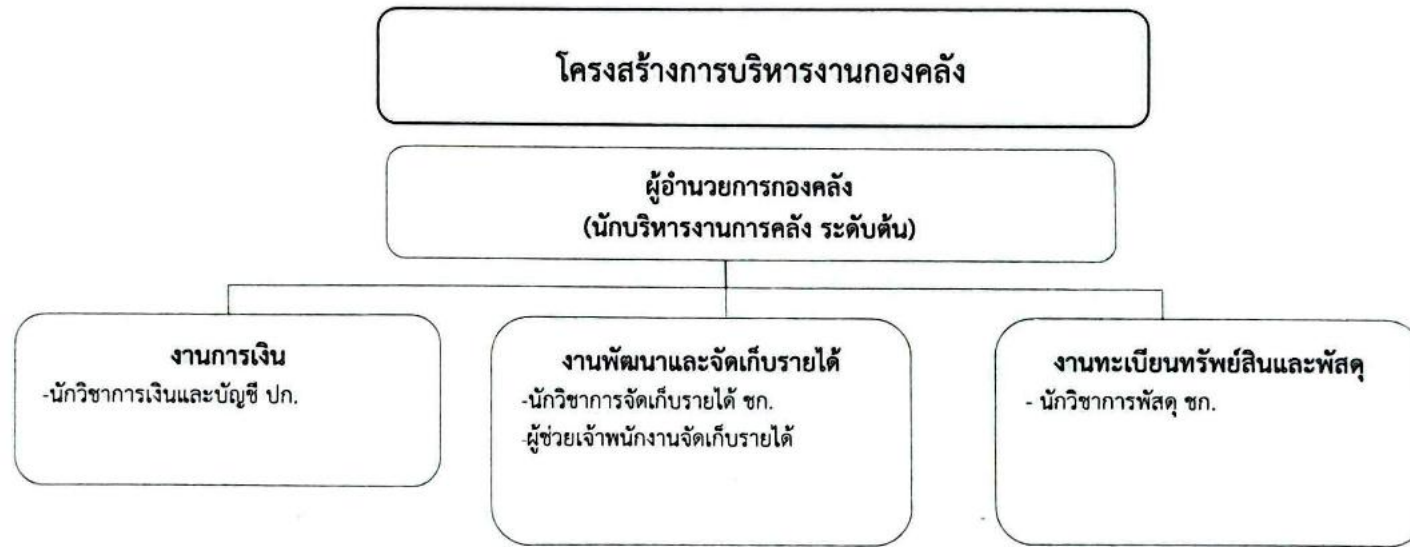 โครงสร้างการบริหารงานกองคลัง
ผู้อำนวยการกองคลัง
(นักบริหารงานการคลัง ระดับต้น)
งานการเงิน
-นักวิชาการเงินและบัญชี ปก.
งานพัฒนาและจัดเก็บรายได้
-นักวิชาการจัดเก็บรายได้ ชก.
-ผู้ช่วยเจ้าพนักงานจัดเก็บรายได้
งานทะเบียนทรัพย์สินและพัสดุ
- นักวิชาการพัสดุ ชก.